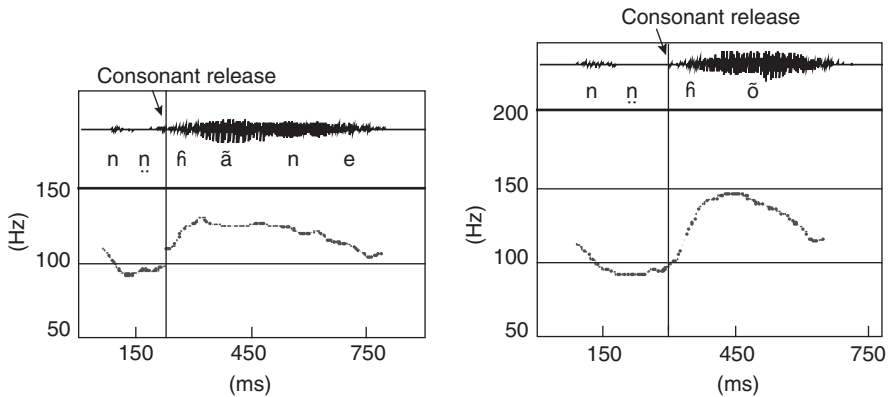 Consonant release
n n̤ ɦ ã n e
150
100
50
(Hz)
150 450 750
(ms)
Consonant release
n n̤ ɦ õ
200
150
100
50
(Hz)
150 450 750
(ms)